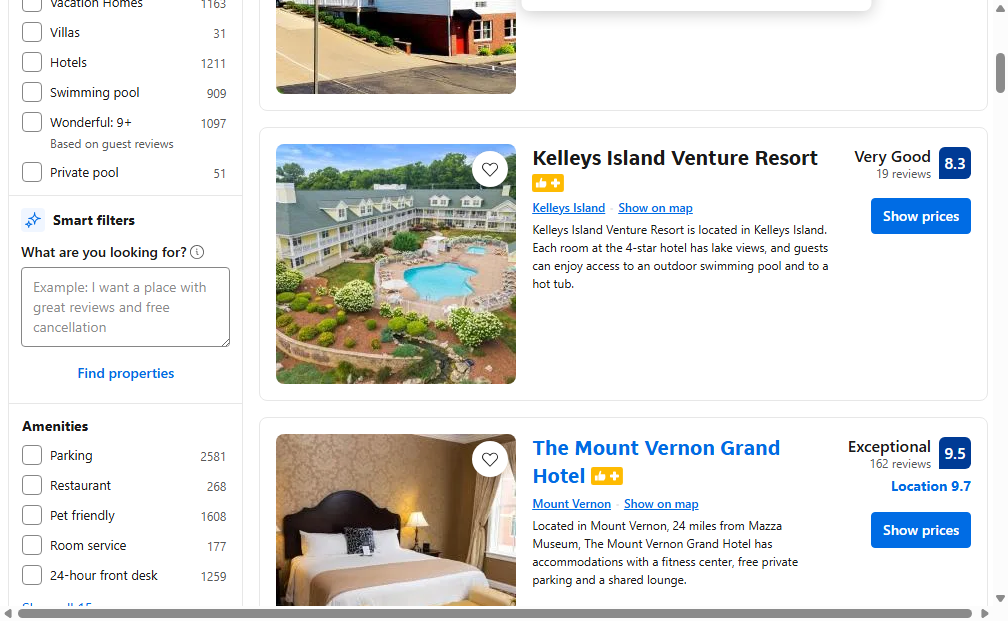 Vacation Homes 1163
Villas 31
Hotels 1211
Swimming pool 909
Wonderful: 9+ 1097
Based on guest reviews
Private pool 51
Smart filters
What are you looking for?
Example: I want a place with
great reviews and free
cancellation
Find properties
Amenities
Parking 2581
Restaurant 268
Pet friendly 1608
Room service 177
24-hour front desk 1259
Kelleys Island Venture Resort
Very Good
19 reviews
8.3
Kelleys Island · Show on map
Show prices
Kelleys Island Venture Resort is located in Kelleys Island.
Each room at the 4-star hotel has lake views, and guests
can enjoy access to an outdoor swimming pool and to a
hot tub.
The Mount Vernon Grand
Hotel
Exceptional
162 reviews
9.5
Location 9.7
Mount Vernon · Show on map
Show prices
Located in Mount Vernon, 24 miles from Mazza
Museum, The Mount Vernon Grand Hotel has
accommodations with a fitness center, free private
parking and a shared lounge.